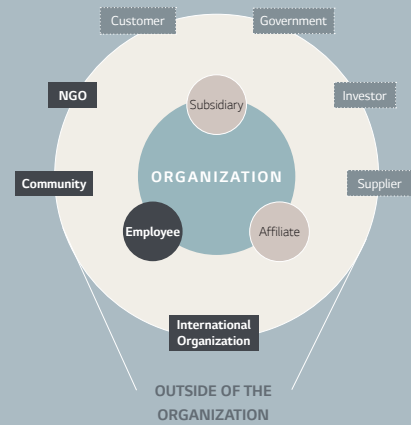 Customer
Government
NGO
Subsidiary
Investor
Community
ORGANIZATION
Supplier
Employee
Affiliate
International
Organization
OUTSIDE OF THE
ORGANIZATION